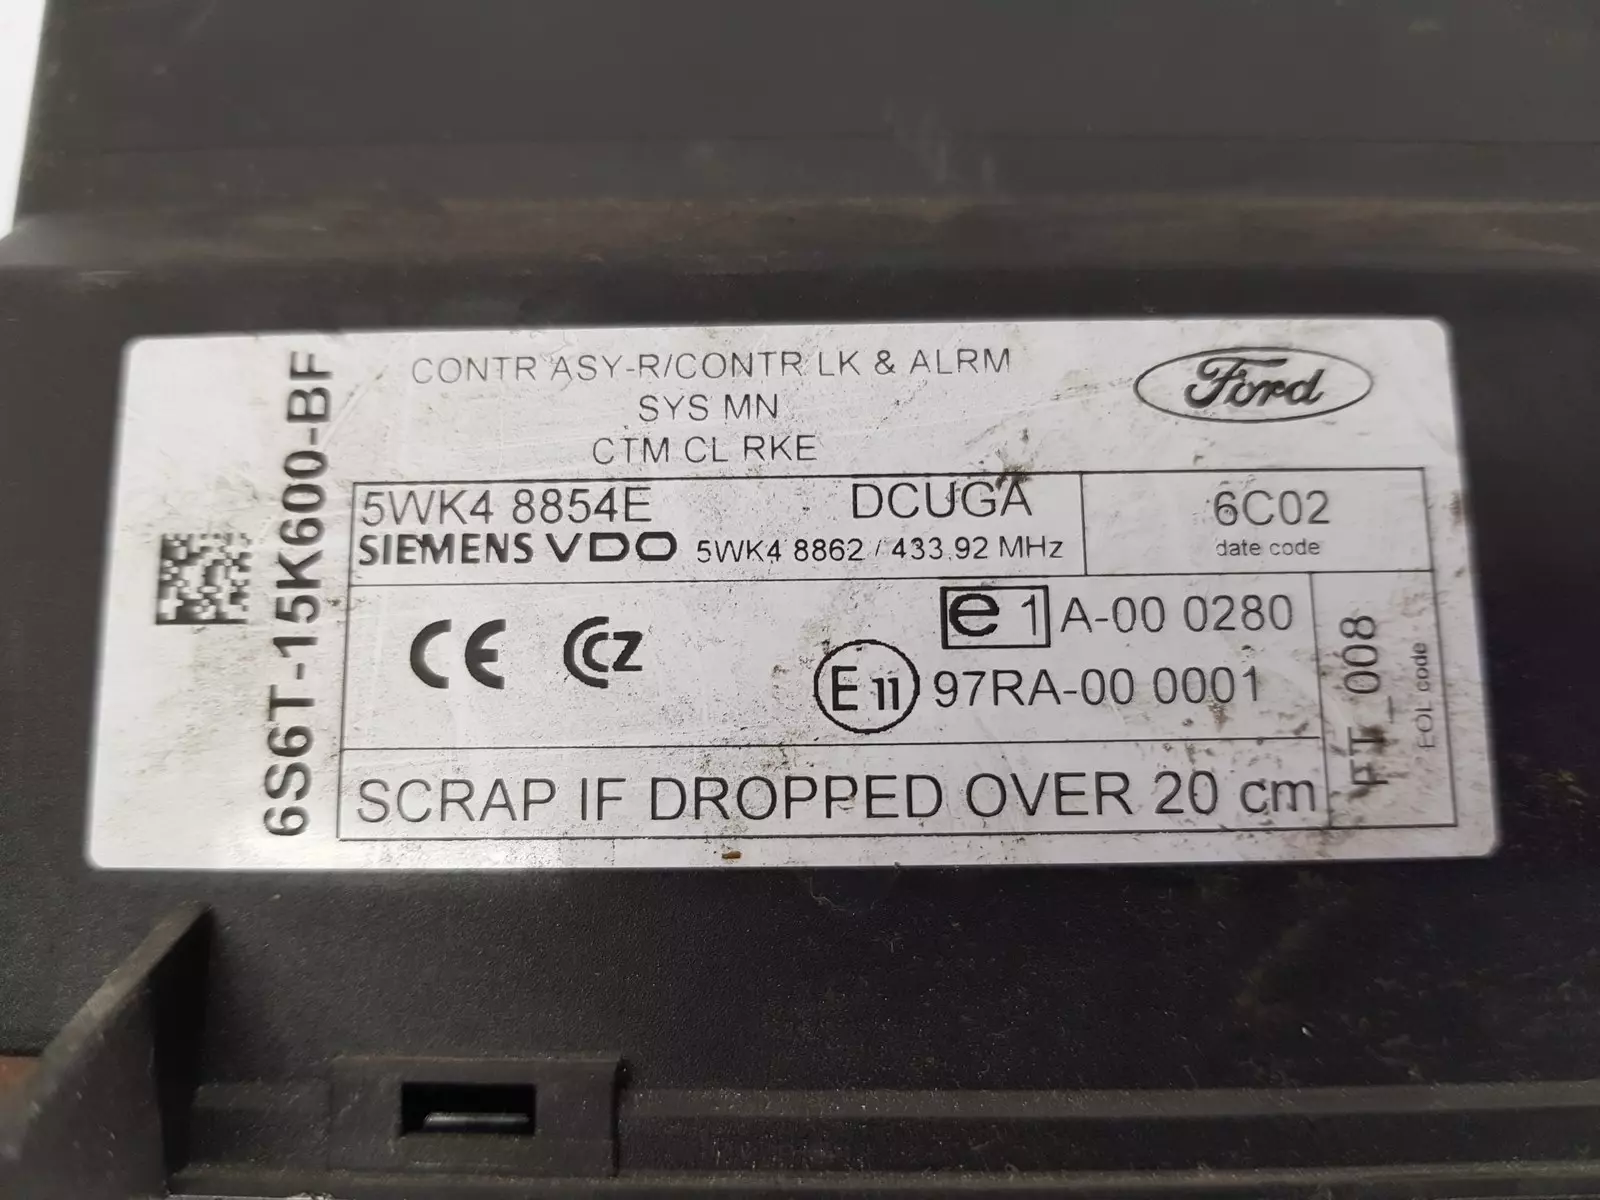 CONTR ASY-R/CONTR LK & ALRM
SYS MN
CTM CL RKE
Ford
6S6T-15K600-BF
5WK4 8854E DCUGA
SIEMENS VDO 5WK4 8862 / 433.92 MHz
6C02
date code
CE CZ
e 1 A-00 0280
E 11 97RA-00 0001
FT_008
EOL code
SCRAP IF DROPPED OVER 20 cm